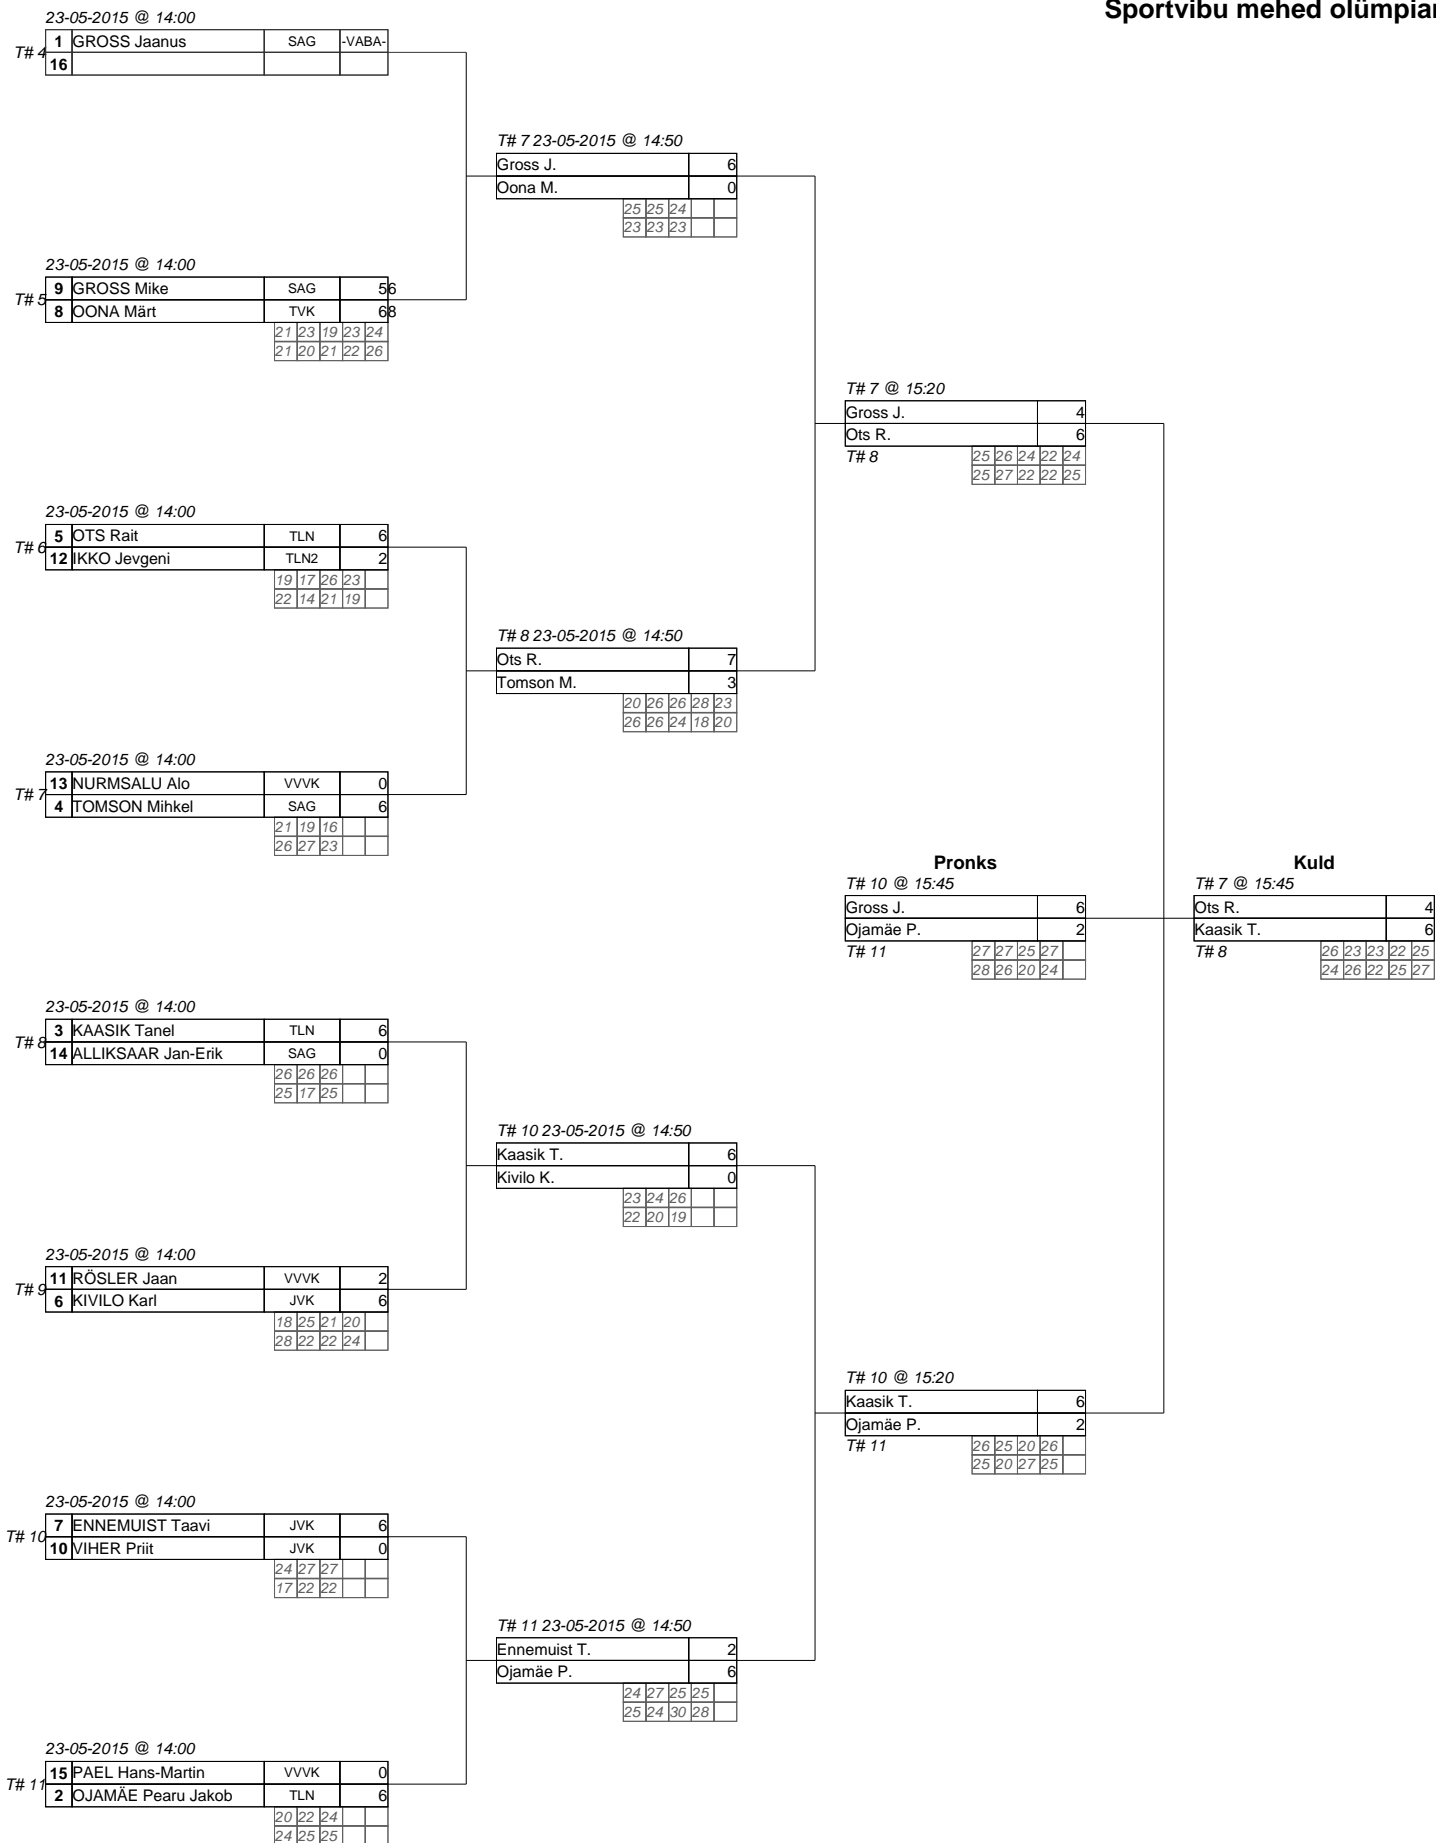 Sportvibu mehed olümpiar
23-05-2015 @ 14:00
T# 4
1 GROSS Jaanus SAG -VABA-
16
T# 7 23-05-2015 @ 14:50
Gross J. 6
Oona M. 0
25 25 24
23 23 23
23-05-2015 @ 14:00
T# 5
9 GROSS Mike SAG 5 6
8 OONA Märt TVK 6 8
21 23 19 23 24
21 20 21 22 26
T# 7 @ 15:20
Gross J. 4
Ots R. 6
T# 8
25 26 24 22 24
25 27 22 22 25
23-05-2015 @ 14:00
T# 6
5 OTS Rait TLN 6
12 IKKO Jevgeni TLN2 2
19 17 26 23
22 14 21 19
T# 8 23-05-2015 @ 14:50
Ots R. 7
Tomson M. 3
20 26 26 28 23
26 26 24 18 20
23-05-2015 @ 14:00
T# 7
13 NURMSALU Alo VVVK 0
4 TOMSON Mihkel SAG 6
21 19 16
26 27 23
Pronks
T# 10 @ 15:45
Gross J. 6
Ojamäe P. 2
T# 11
27 27 25 27
28 26 20 24
Kuld
T# 7 @ 15:45
Ots R. 4
Kaasik T. 6
T# 8
26 23 23 22 25
24 26 22 25 27
23-05-2015 @ 14:00
T# 8
3 KAASIK Tanel TLN 6
14 ALLIKSAAR Jan-Erik SAG 0
26 26 26
25 17 25
T# 10 23-05-2015 @ 14:50
Kaasik T. 6
Kivilo K. 0
23 24 26
22 20 19
23-05-2015 @ 14:00
T# 9
11 RÖSLER Jaan VVVK 2
6 KIVILO Karl JVK 6
18 25 21 20
28 22 22 24
T# 10 @ 15:20
Kaasik T. 6
Ojamäe P. 2
T# 11
26 25 20 26
25 20 27 25
23-05-2015 @ 14:00
T# 10
7 ENNEMUIST Taavi JVK 6
10 VIHER Priit JVK 0
24 27 27
17 22 22
T# 11 23-05-2015 @ 14:50
Ennemuist T. 2
Ojamäe P. 6
24 27 25 25
25 24 30 28
23-05-2015 @ 14:00
T# 11
15 PAEL Hans-Martin VVVK 0
2 OJAMÄE Pearu Jakob TLN 6
20 22 24
24 25 25